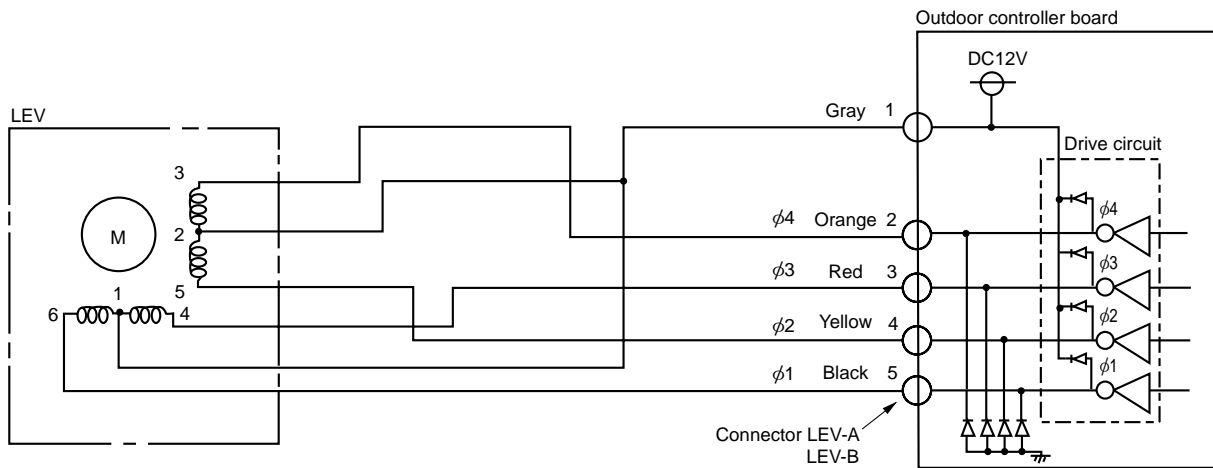 Outdoor controller board
DC12V
LEV
Gray 1
Drive circuit
3
ϕ4 Orange 2
ϕ4
M
2
ϕ3 Red 3
ϕ3
5
6 1 4
ϕ2 Yellow 4
ϕ2
ϕ1 Black 5
ϕ1
Connector LEV-A
LEV-B